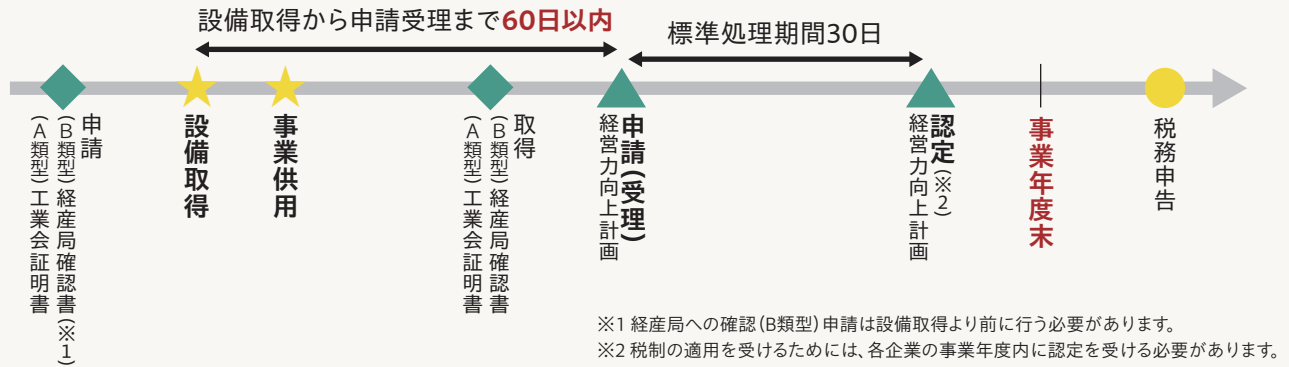 設備取得から申請受理まで60日以内
標準処理期間30日
申請
(B類型)経産局確認書(※1)
(A類型)工業会証明書
設備取得
事業供用
取得
(B類型)経産局確認書
(A類型)工業会証明書
申請(受理)
経営力向上計画
認定(※2)
経営力向上計画
事業年度末
税務申告
※1 経産局への確認(B類型)申請は設備取得より前に行う必要があります。
※2 税制の適用を受けるためには、各企業の事業年度内に認定を受ける必要があります。